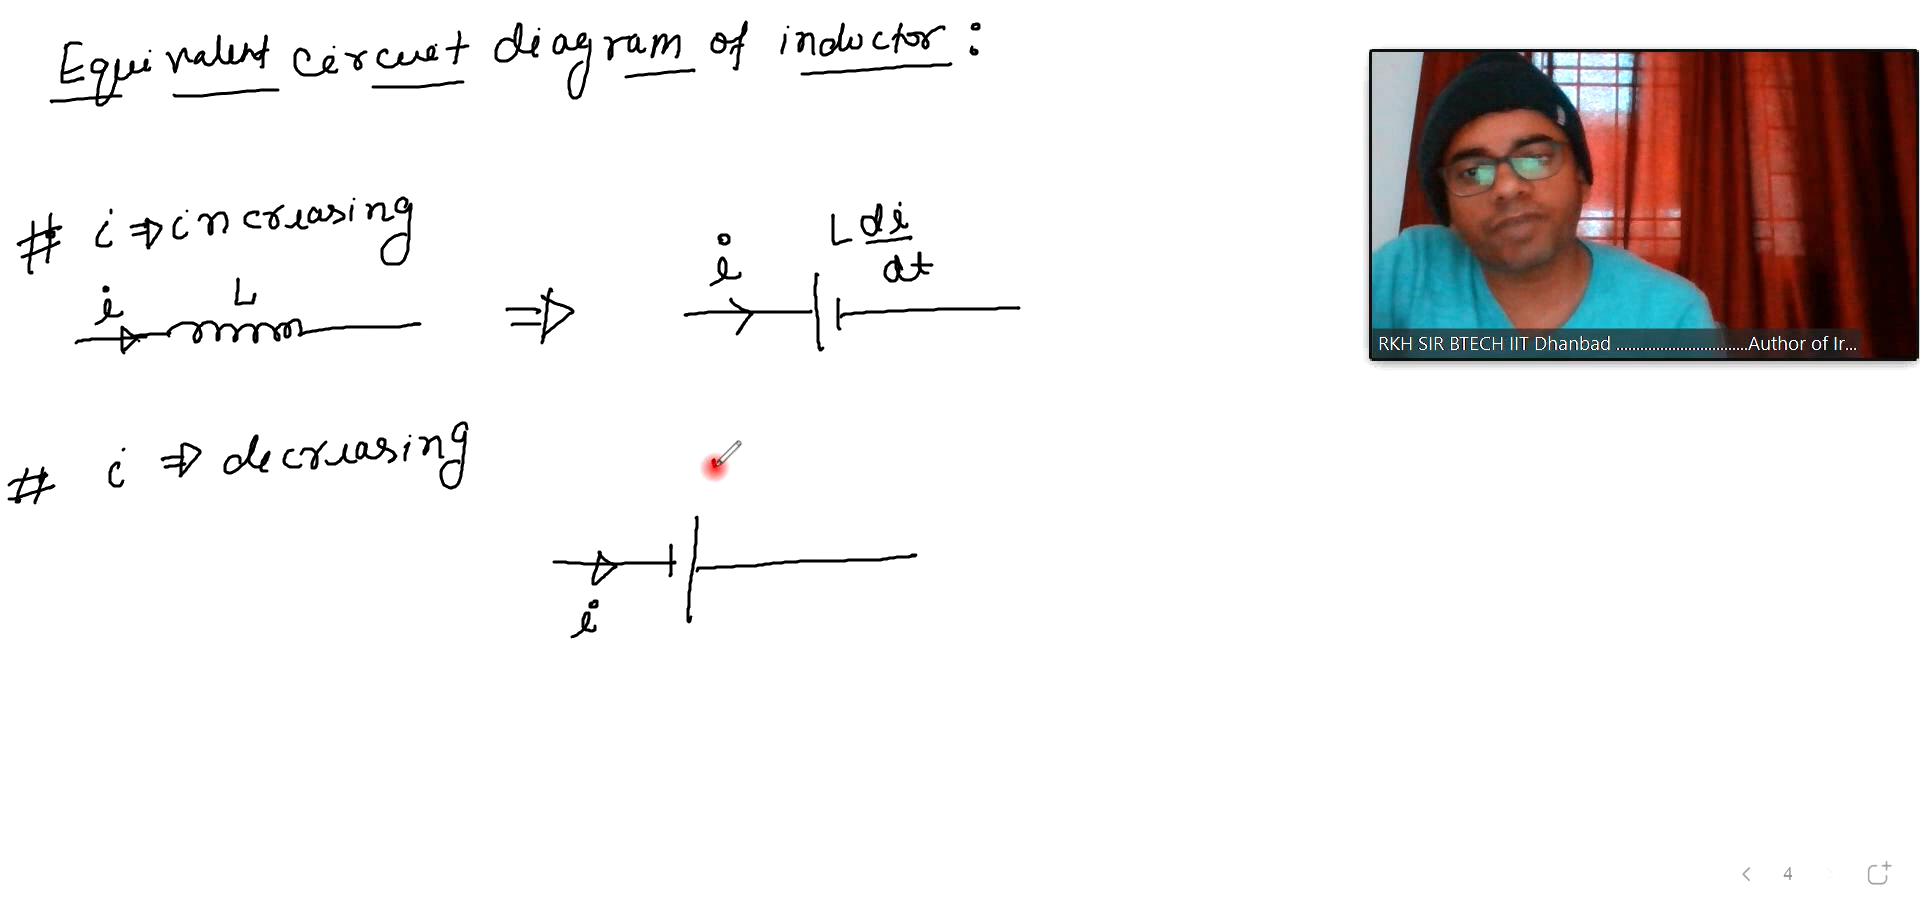 Equivalent circuit diagram of inductor :
# i ⇒ increasing
i L
⇒
i L di/dt
# i ⇒ decreasing
i
RKH SIR BTECH IIT Dhanbad ..................................Author of Ir...
< 4